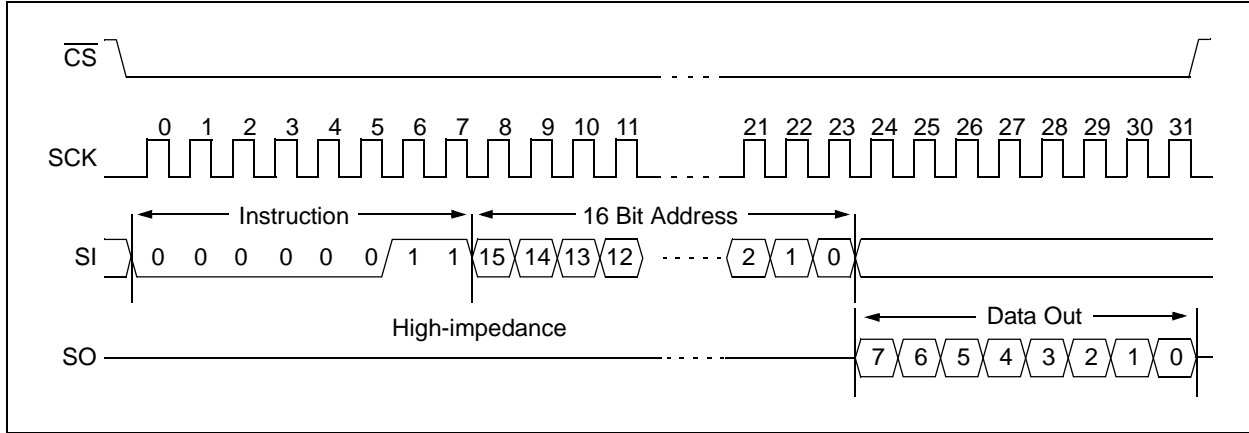 CS
0 1 2 3 4 5 6 7 8 9 10 11 21 22 23 24 25 26 27 28 29 30 31
SCK
Instruction 16 Bit Address
SI 0 0 0 0 0 0 1 1 15 14 13 12 2 1 0
High-impedance Data Out
SO 7 6 5 4 3 2 1 0